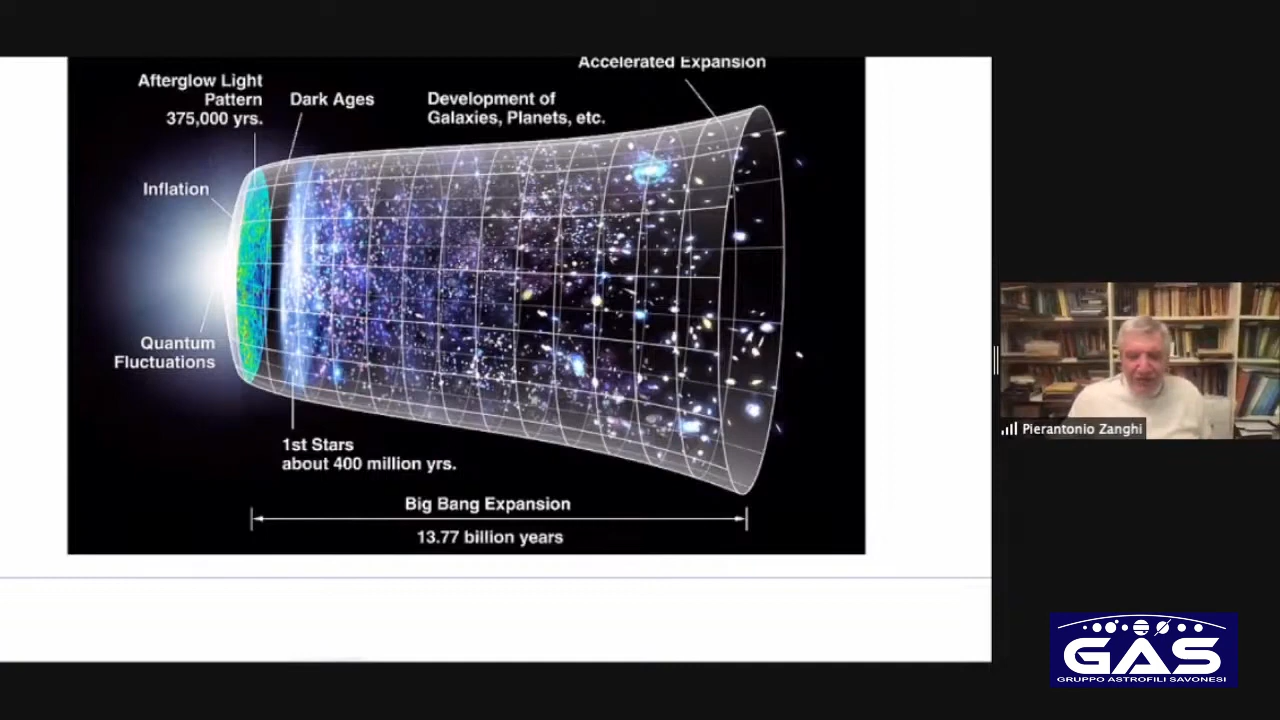 Accelerated Expansion
Afterglow Light
Pattern
375,000 yrs.
Dark Ages
Development of
Galaxies, Planets, etc.
Inflation
Quantum
Fluctuations
1st Stars
about 400 million yrs.
Big Bang Expansion
13.77 billion years
Pierantonio Zanghi
GAS
GRUPPO ASTROFILI SAVONESI